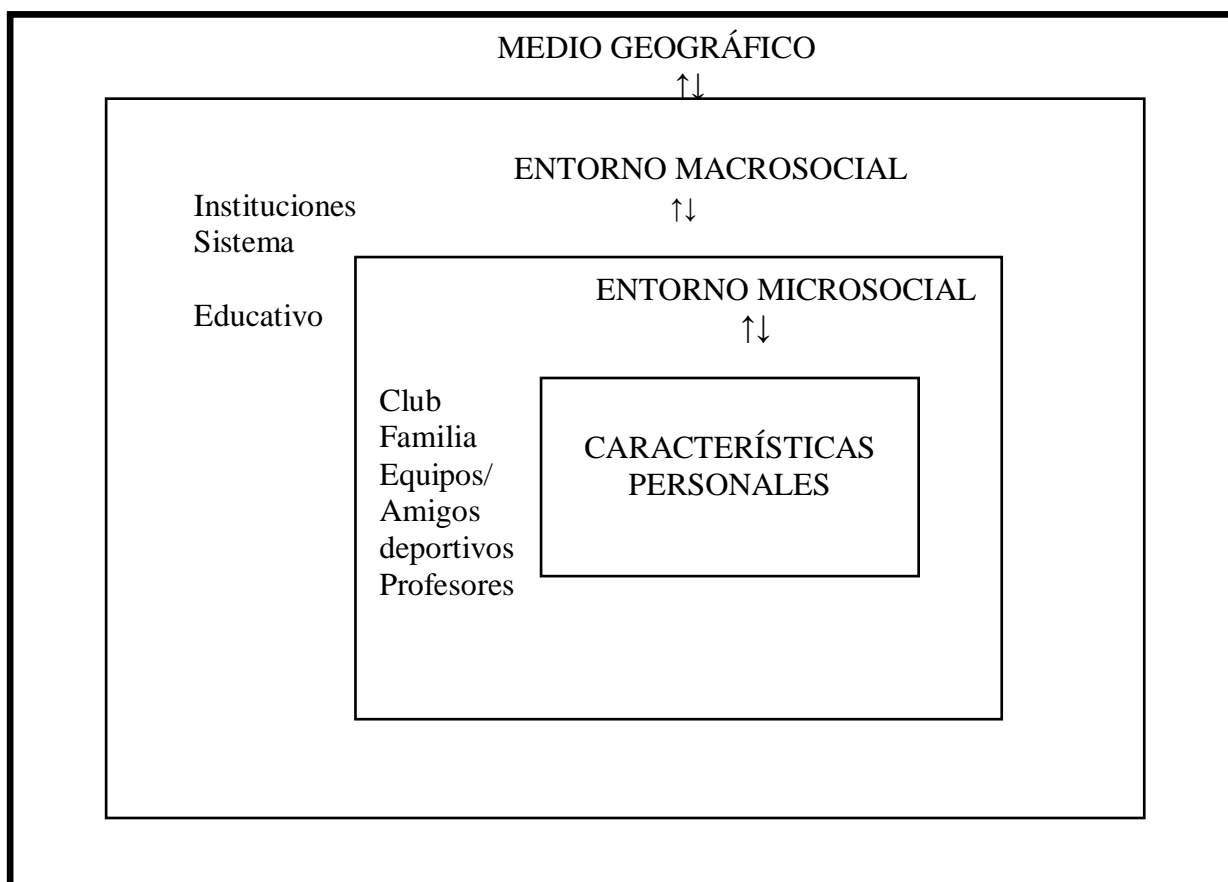 MEDIO GEOGRÁFICO
↑↓
ENTORNO MACROSOCIAL
Instituciones
↑↓
Sistema
ENTORNO MICROSOCIAL
Educativo
↑↓
Club
Familia
Equipos/
Amigos
deportivos
Profesores
CARACTERÍSTICAS
PERSONALES